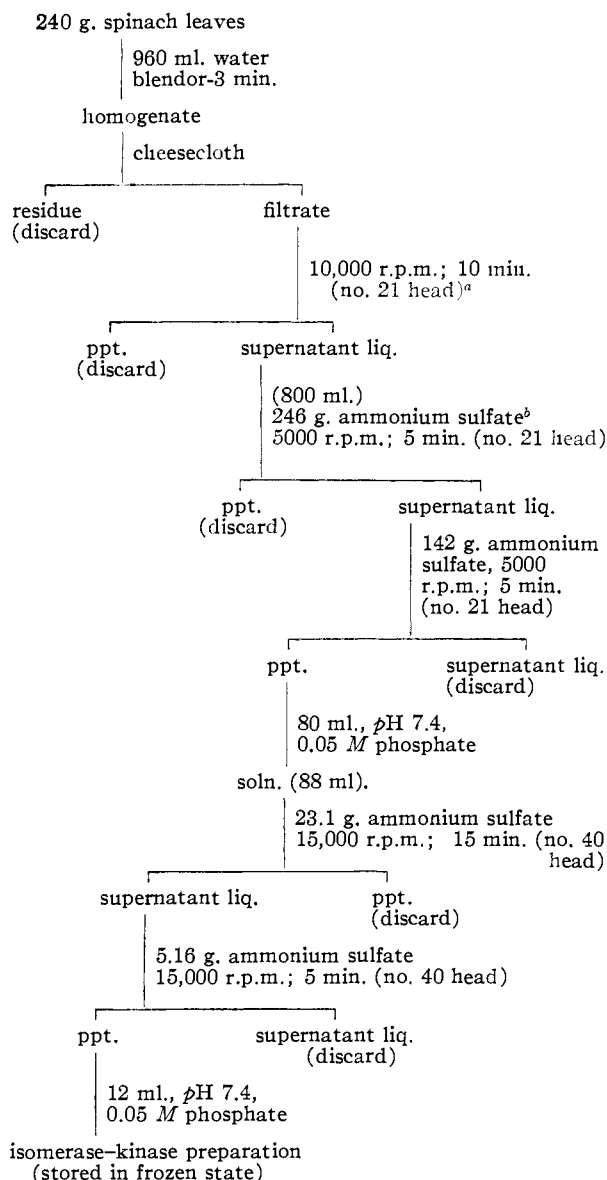 240 g. spinach leaves
960 ml. water
blendor-3 min.
homogenate
cheesecloth
residue
(discard)
filtrate
10,000 r.p.m.; 10 min.
(no. 21 head)ᵃ
ppt.
(discard)
supernatant liq.
(800 ml.)
246 g. ammonium sulfateᵇ
5000 r.p.m.; 5 min. (no. 21 head)
ppt.
(discard)
supernatant liq.
142 g. ammonium
sulfate, 5000
r.p.m.; 5 min.
(no. 21 head)
ppt.
supernatant liq.
(discard)
80 ml., pH 7.4,
0.05 M phosphate
soln. (88 ml).
23.1 g. ammonium sulfate
15,000 r.p.m.; 15 min. (no. 40
head)
supernatant liq.
ppt.
(discard)
5.16 g. ammonium sulfate
15,000 r.p.m.; 5 min. (no. 40 head)
ppt.
supernatant liq.
(discard)
12 ml., pH 7.4,
0.05 M phosphate
isomerase–kinase preparation
(stored in frozen state)